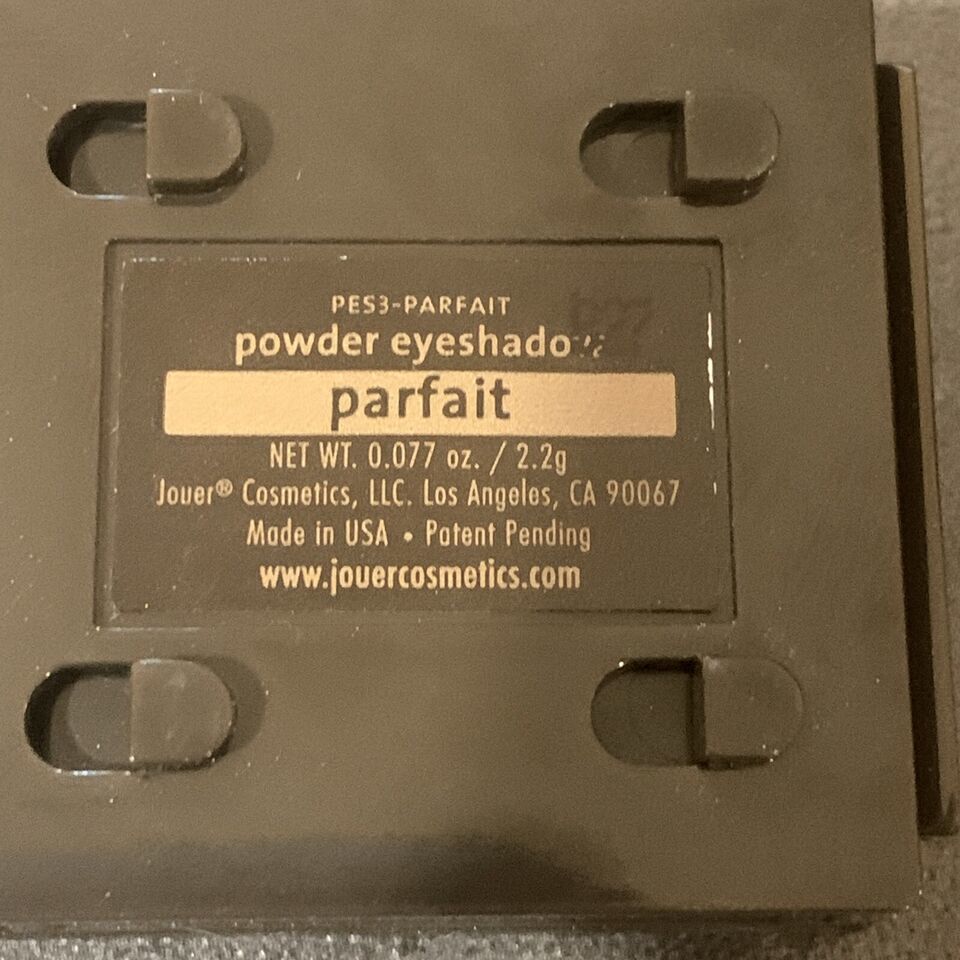 PES3-PARFAIT
powder eyeshadow
parfait
NET WT. 0.077 oz. / 2.2g
Jouer® Cosmetics, LLC. Los Angeles, CA 90067
Made in USA • Patent Pending
www.jouercosmetics.com